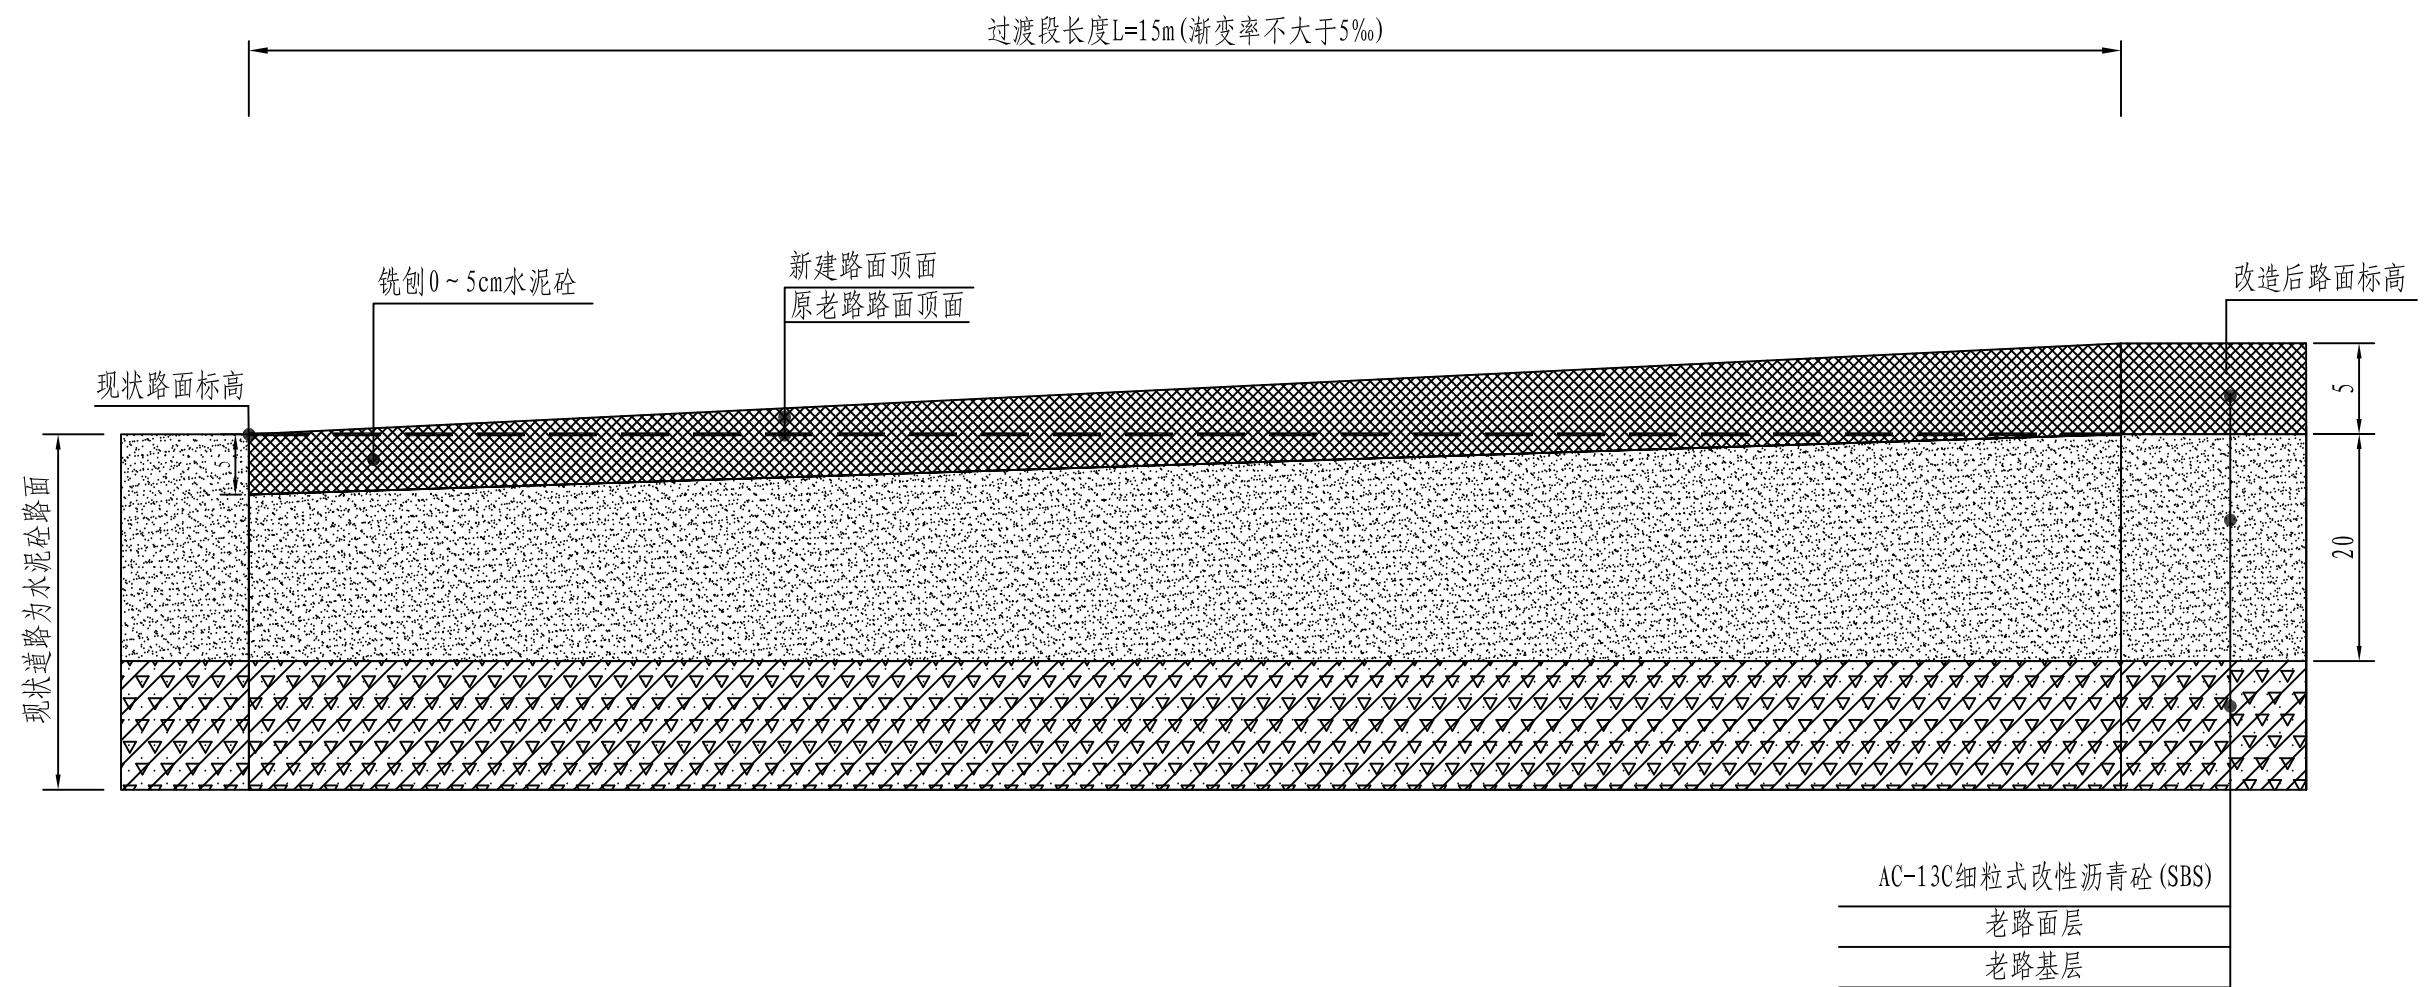 过渡段长度L=15m(渐变率不大于5‰)
铣刨0~5cm水泥砼
新建路面顶面
原老路路面顶面
改造后路面标高
现状路面标高
5
5
20
现状道路为水泥砼路面
AC-13C细粒式改性沥青砼(SBS)
老路面层
老路基层